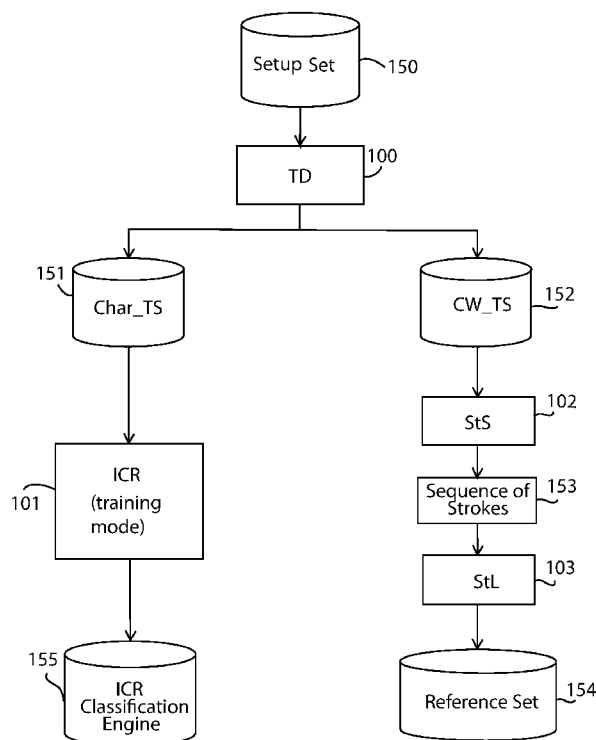 Setup Set
150
100
TD
151
Char_TS
CW_TS
152
StS
102
ICR
(training
mode)
101
Sequence of
Strokes
153
StL
103
155
ICR
Classification
Engine
Reference Set
154